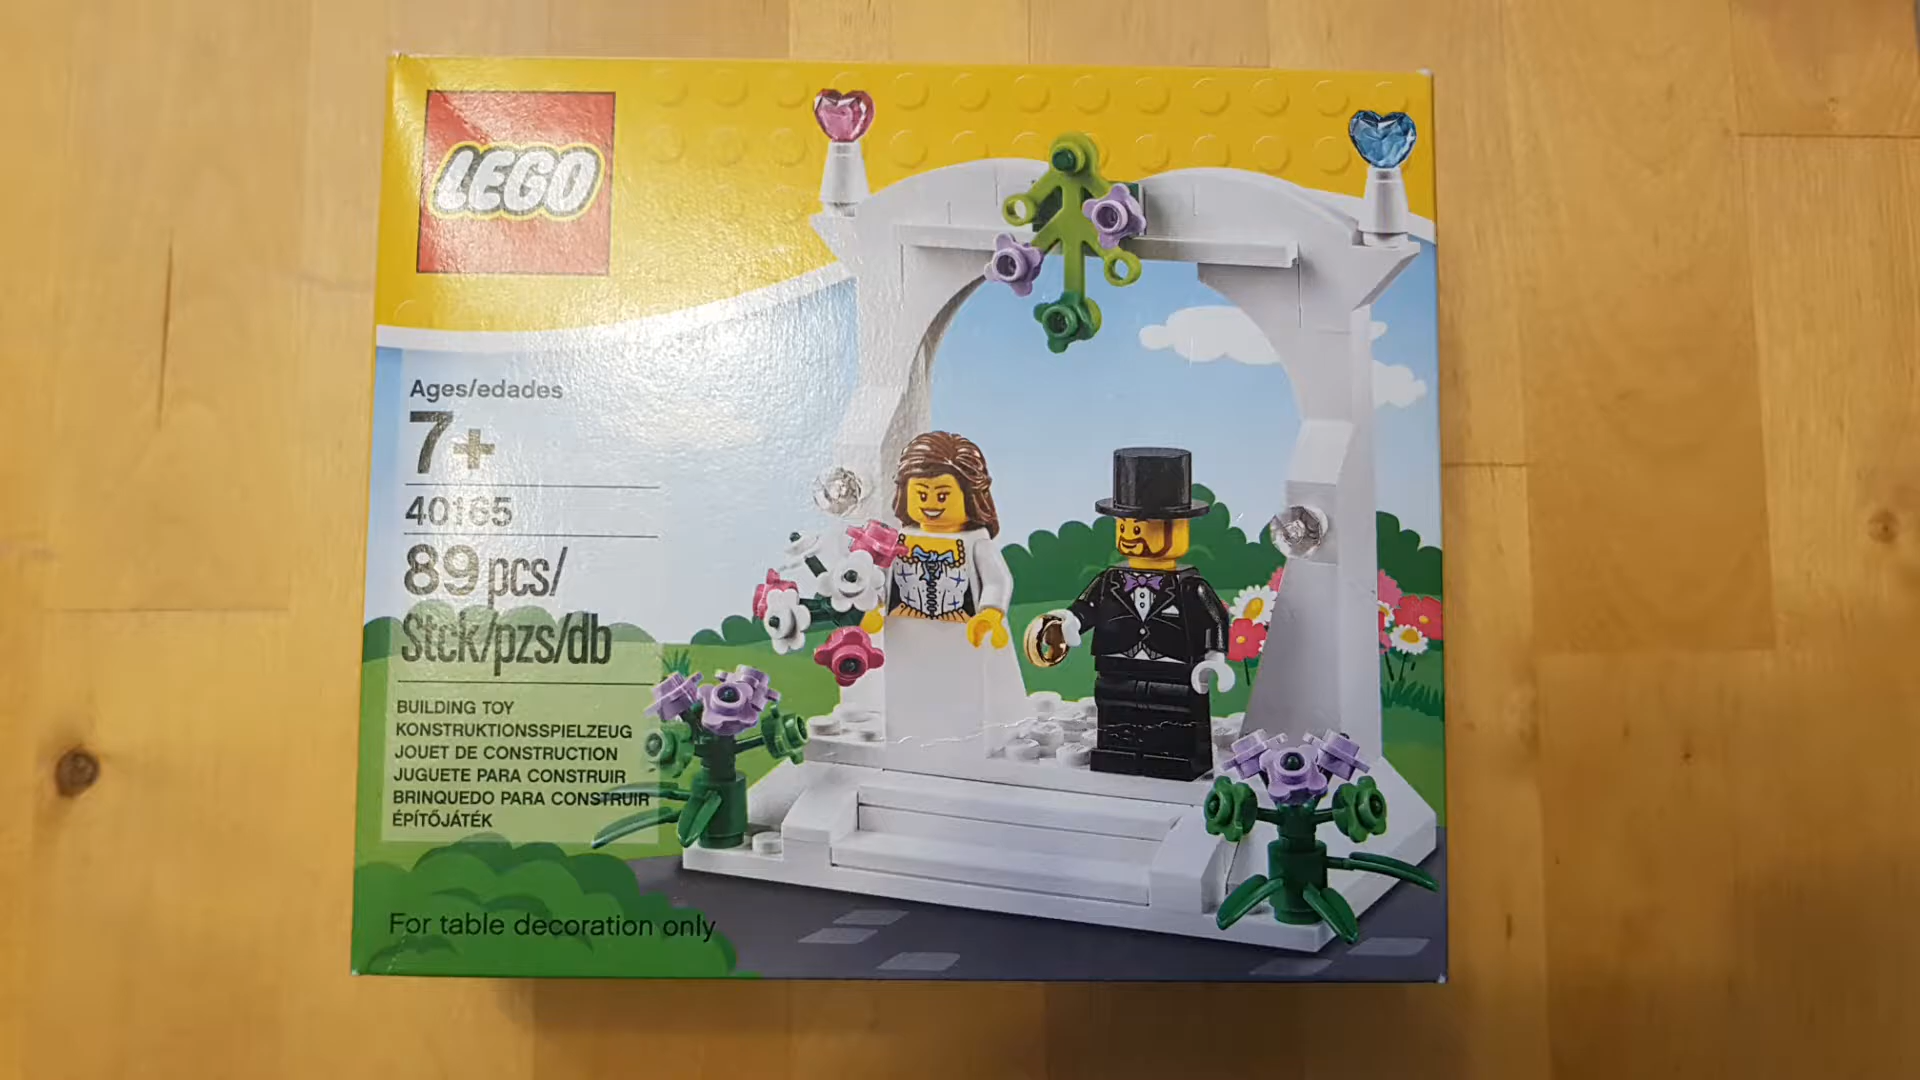 LEGO
Ages/edades
7+
40165
89 pcs/
Stck/pzs/db
BUILDING TOY
KONSTRUKTIONSSPIELZEUG
JOUET DE CONSTRUCTION
JUGUETE PARA CONSTRUIR
BRINQUEDO PARA CONSTRUIR
ÉPÍTŐJÁTÉK
For table decoration only